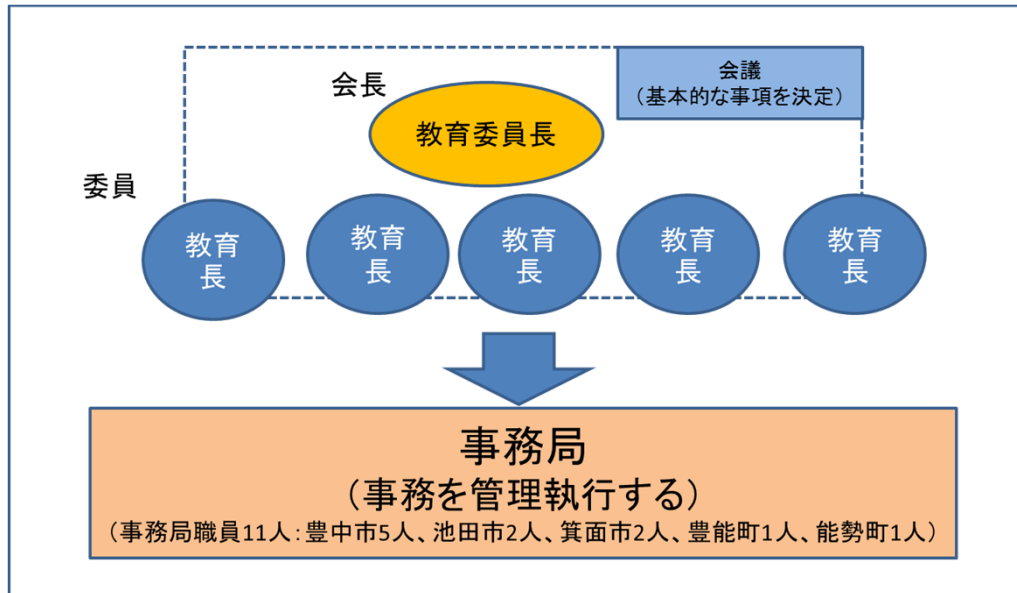 会議
（基本的な事項を決定）
会長
教育委員長
委員
教育
長
教育
長
教育
長
教育
長
教育
長
事務局
（事務を管理執行する）
（事務局職員11人：豊中市5人、池田市2人、箕面市2人、豊能町1人、能勢町1人）